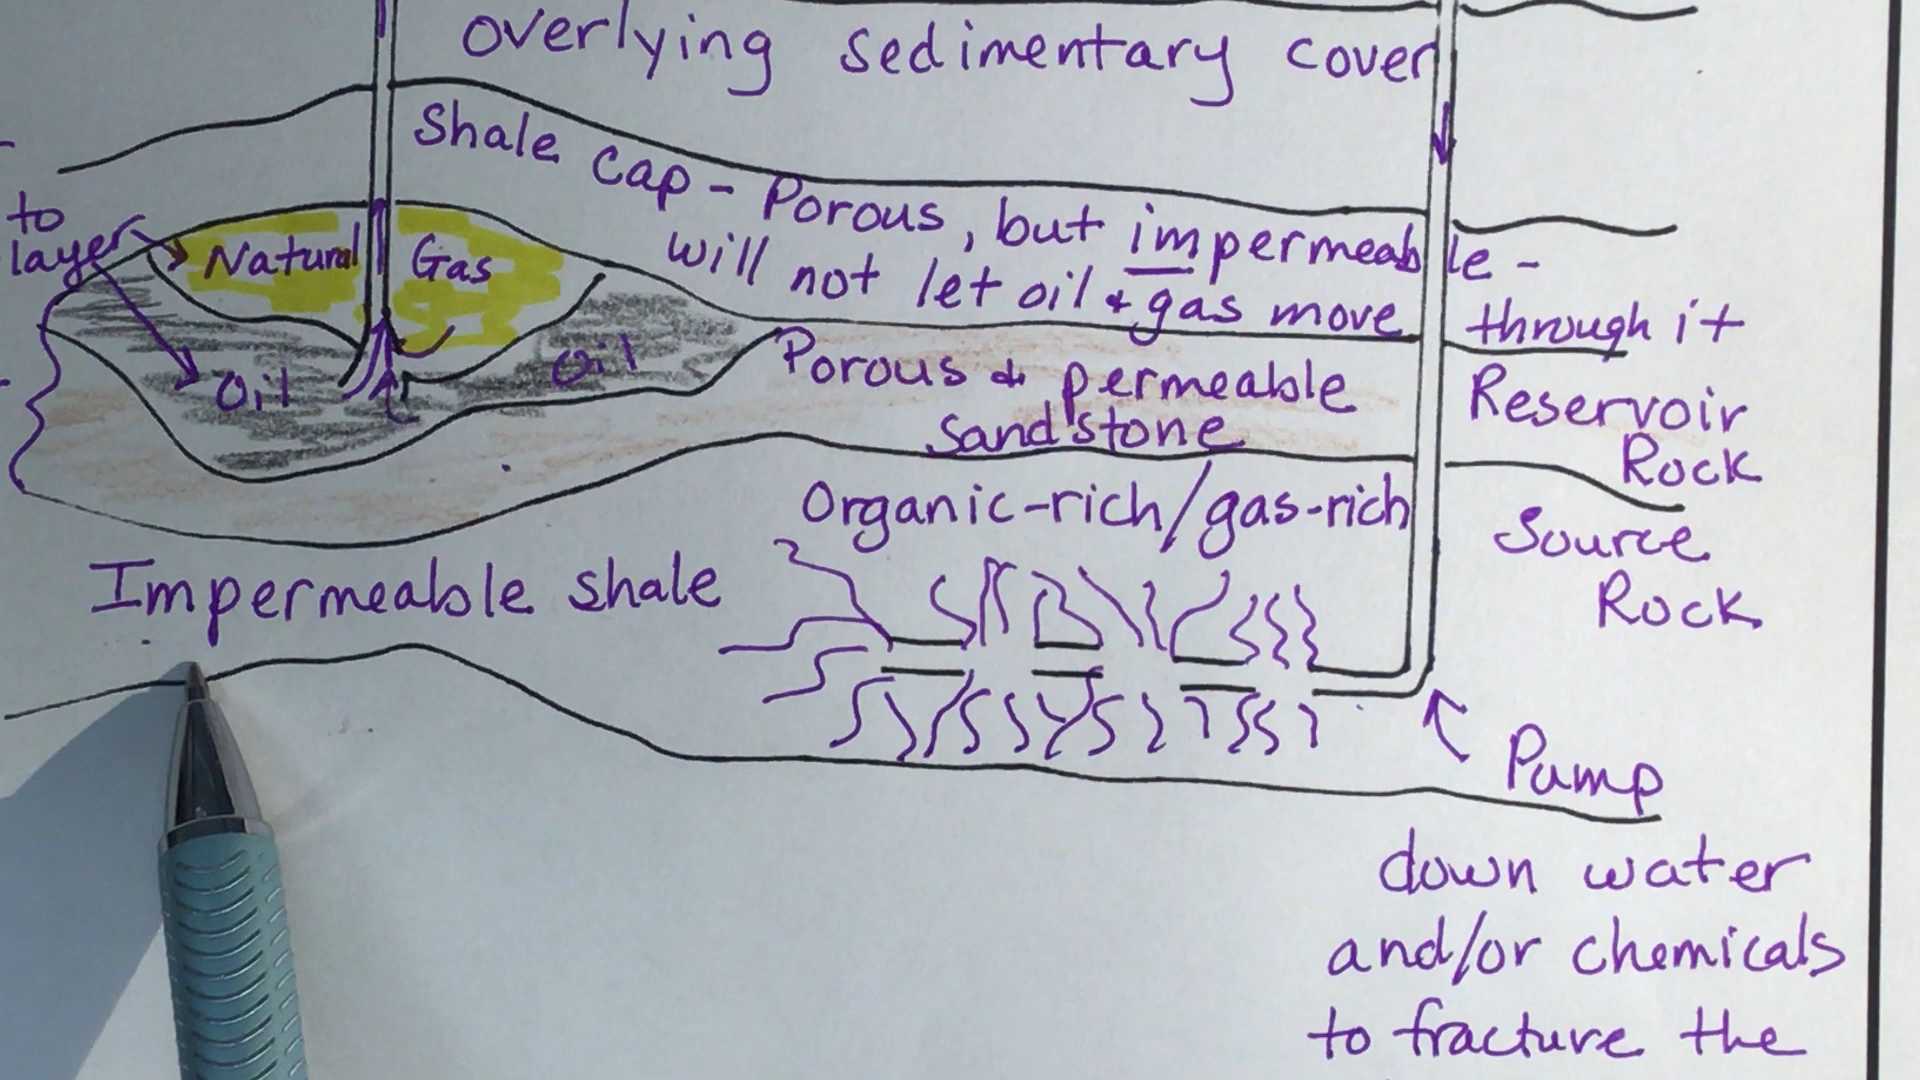 overlying sedimentary cover
Shale cap - Porous, but impermeable -
will not let oil & gas move through it
to
layer
Natural Gas
Oil
Oil
Porous & permeable
sandstone
Reservoir
Rock
Organic-rich/gas-rich
Impermeable shale
Source
Rock
Pump
down water
and/or chemicals
to fracture the